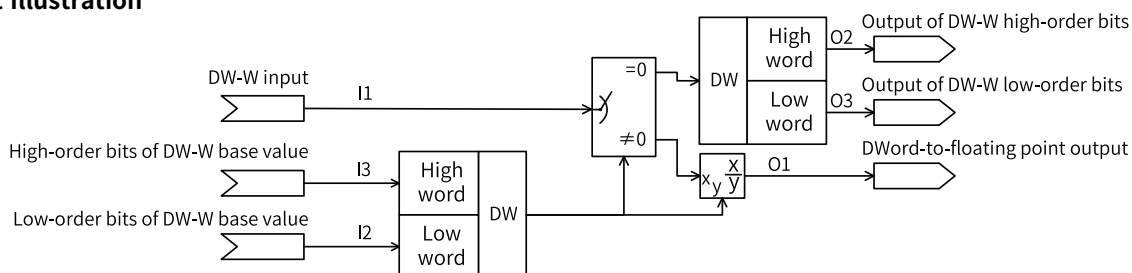 Illustration
Output of DW-W high-order bits
High word
O2
DW-W input
=0
DW
I1
Output of DW-W low-order bits
Low word
O3
≠0
High-order bits of DW-W base value
DWord-to-floating point output
I3
High word
x y x/y
O1
DW
Low-order bits of DW-W base value
I2
Low word